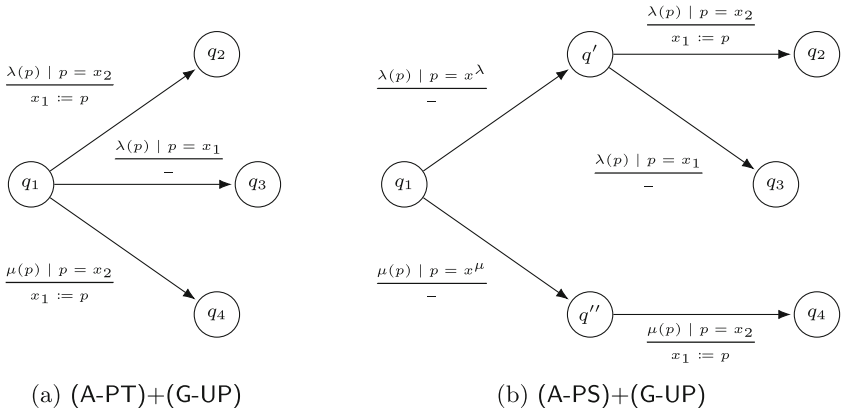 λ(p) | p = x₂
x₁ := p
q₂
λ(p) | p = x₁
–
q₁
q₃
μ(p) | p = x₂
x₁ := p
q₄
(a) (A-PT)+(G-UP)
λ(p) | p = x₂
x₁ := p
q′
q₂
λ(p) | p = x^λ
–
λ(p) | p = x₁
–
q₁
q₃
μ(p) | p = x^μ
–
q′′
q₄
μ(p) | p = x₂
x₁ := p
(b) (A-PS)+(G-UP)